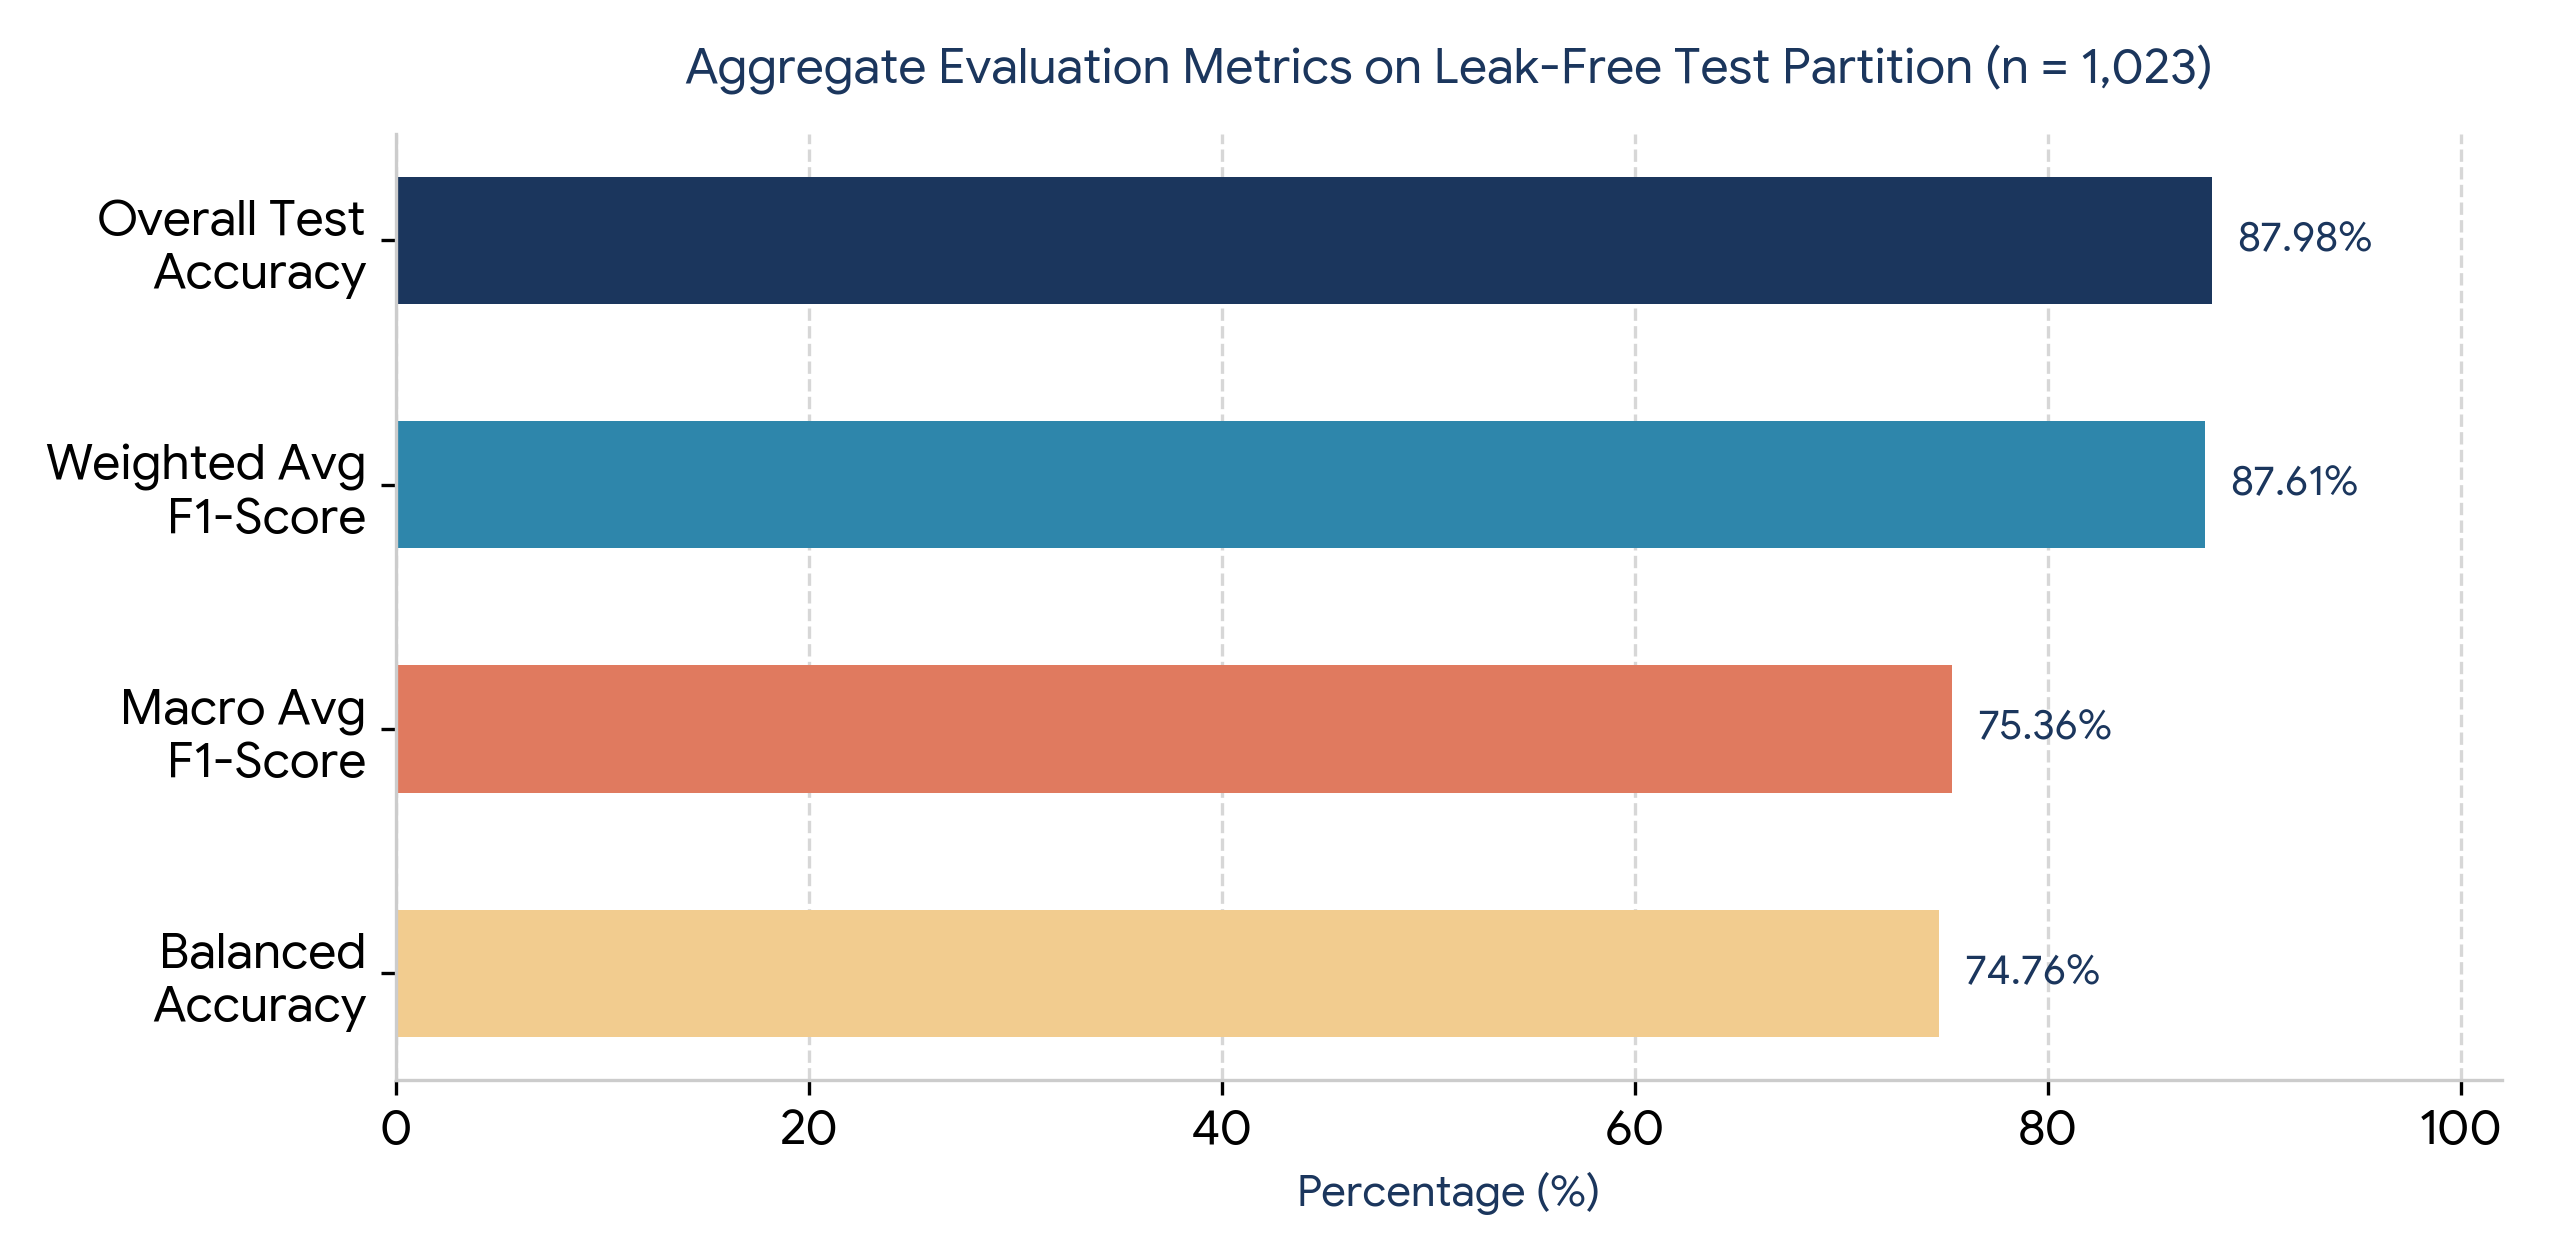 Aggregate Evaluation Metrics on Leak-Free Test Partition (n = 1,023)
Overall Test
Accuracy
87.98%
Weighted Avg
F1-Score
87.61%
Macro Avg
F1-Score
75.36%
Balanced
Accuracy
74.76%
0 20 40 60 80 100
Percentage (%)